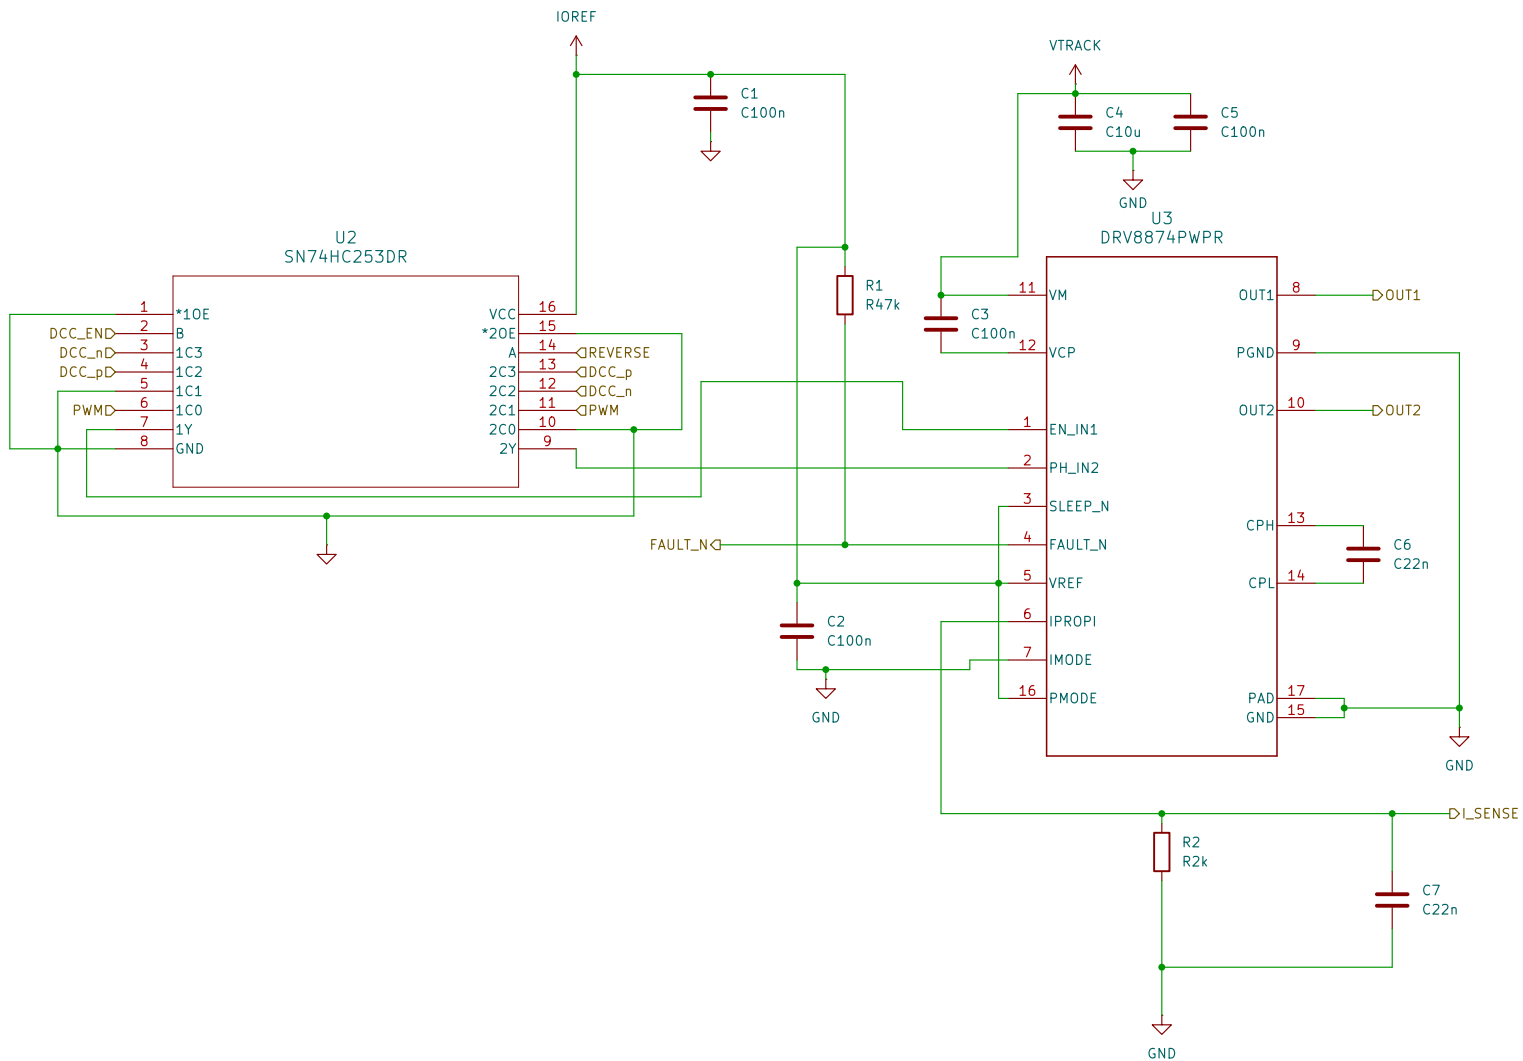 IOREF
VTRACK
C1
C100n
C4
C10u
C5
C100n
GND
U2
SN74HC253DR
U3
DRV8874PWPR
1
*1OE
2
B
3
1C3
4
1C2
5
1C1
6
1C0
7
1Y
8
GND
DCC_EN
DCC_n
DCC_p
PWM
VCC
16
*2OE
15
A
14
2C3
13
2C2
12
2C1
11
2C0
10
2Y
9
REVERSE
DCC_p
DCC_n
PWM
R1
R47k
C3
C100n
11
VM
12
VCP
1
EN_IN1
2
PH_IN2
3
SLEEP_N
FAULT_N
4
FAULT_N
5
VREF
6
IPROPI
7
IMODE
16
PMODE
OUT1
8
OUT1
PGND
9
OUT2
10
OUT2
CPH
13
CPL
14
C6
C22n
PAD
17
GND
15
GND
C2
C100n
GND
I_SENSE
R2
R2k
C7
C22n
GND